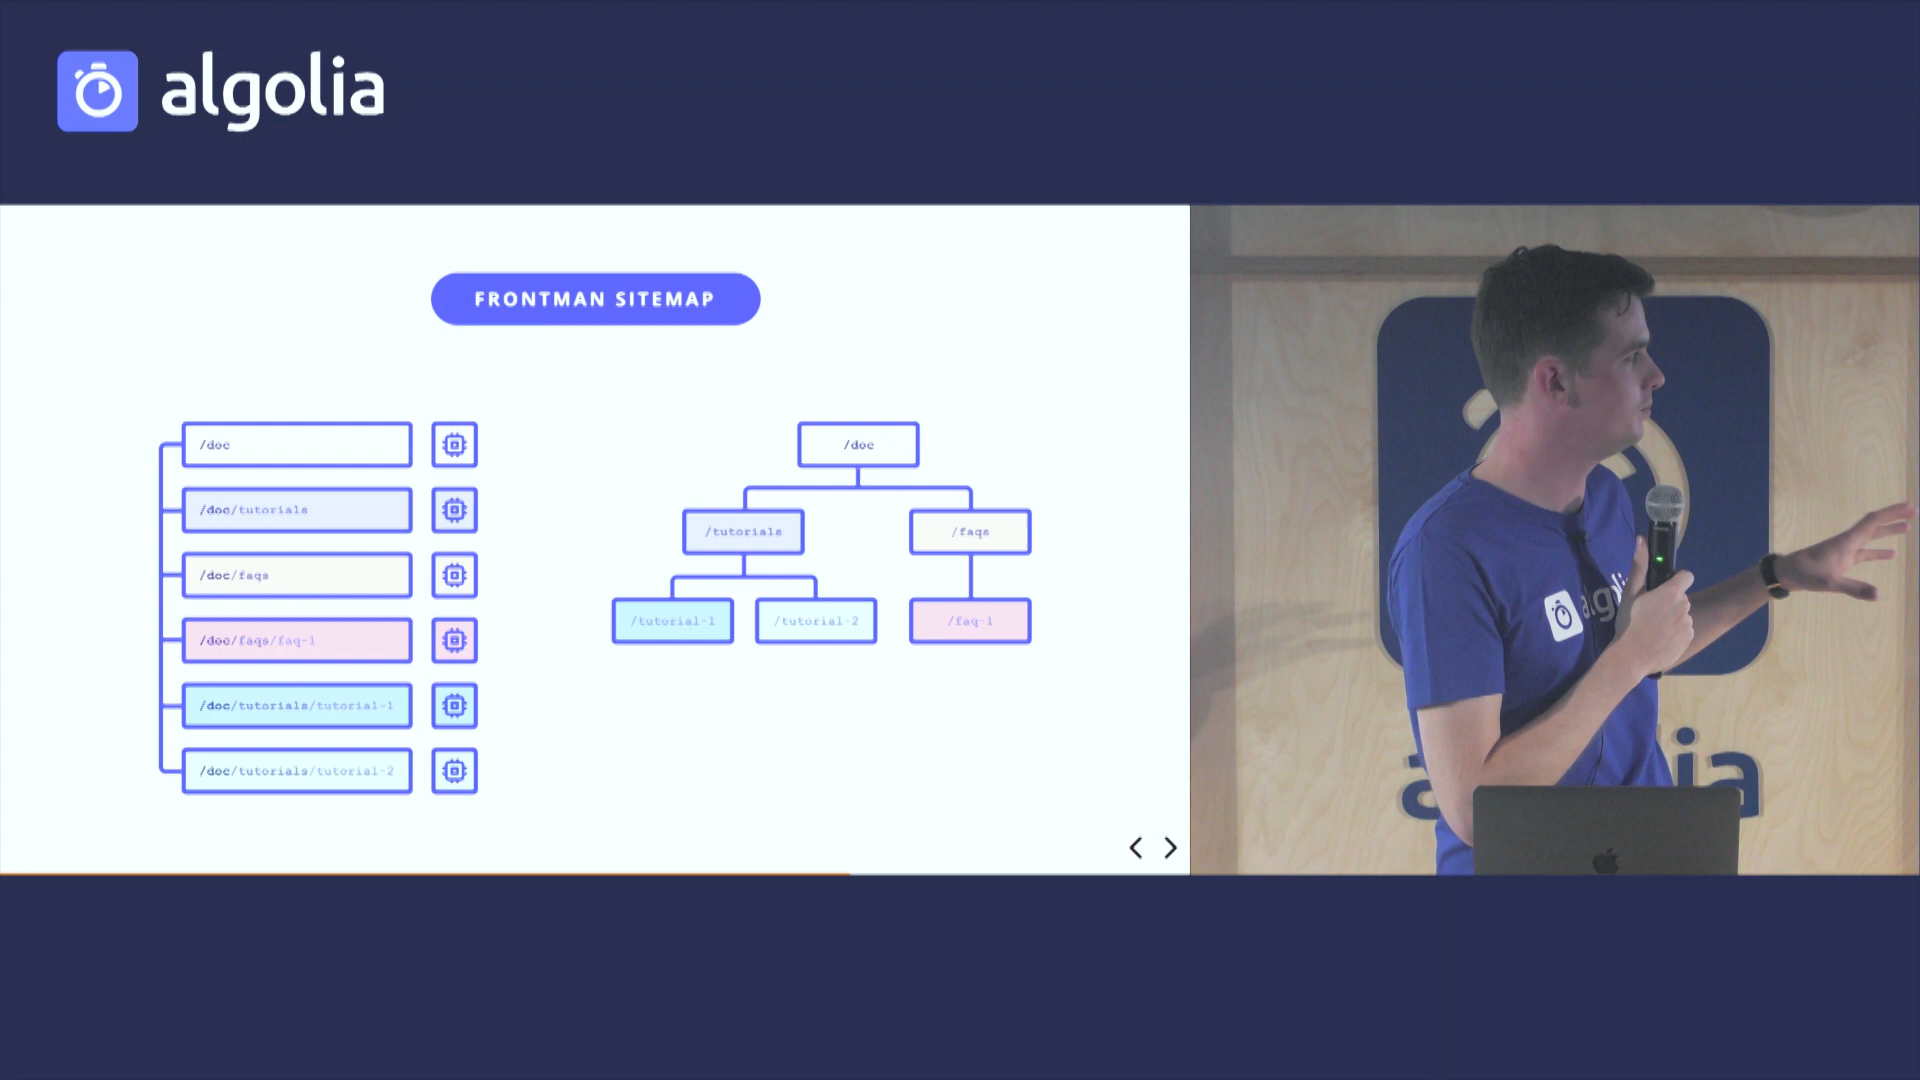 algolia
FRONTMAN SITEMAP
/doc
/doc/tutorials
/doc/faqs
/doc/faqs/faq-1
/doc/tutorials/tutorial-1
/doc/tutorials/tutorial-2
/doc
/tutorials
/faqs
/tutorial-1
/tutorial-2
/faq-1